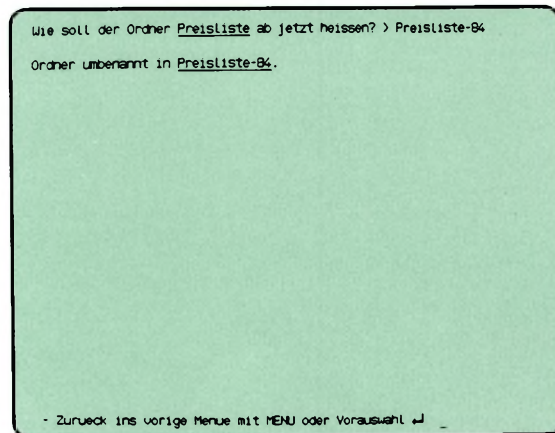 Wie soll der Ordner Preisliste ab jetzt heissen? > Preisliste-84
Ordner umbenannt in Preisliste-84.
- Zurueck ins vorige Menue mit MENU oder Vorauswahl ↵ _